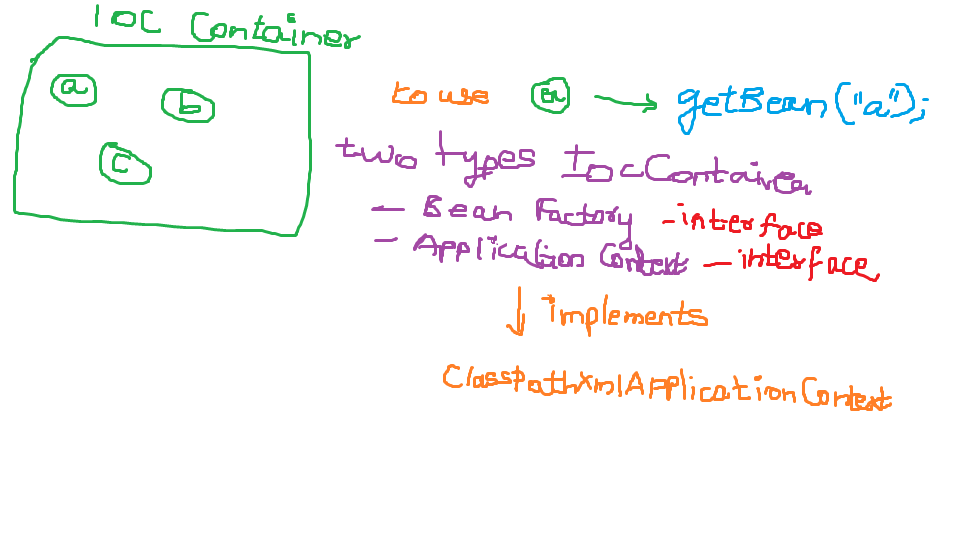 IOC Container
a
b
c
to use a getBean("a");
two types IocContainer
- Bean Factory - interface
- Application Context - interface
implements
ClasspathXmlApplicationContext